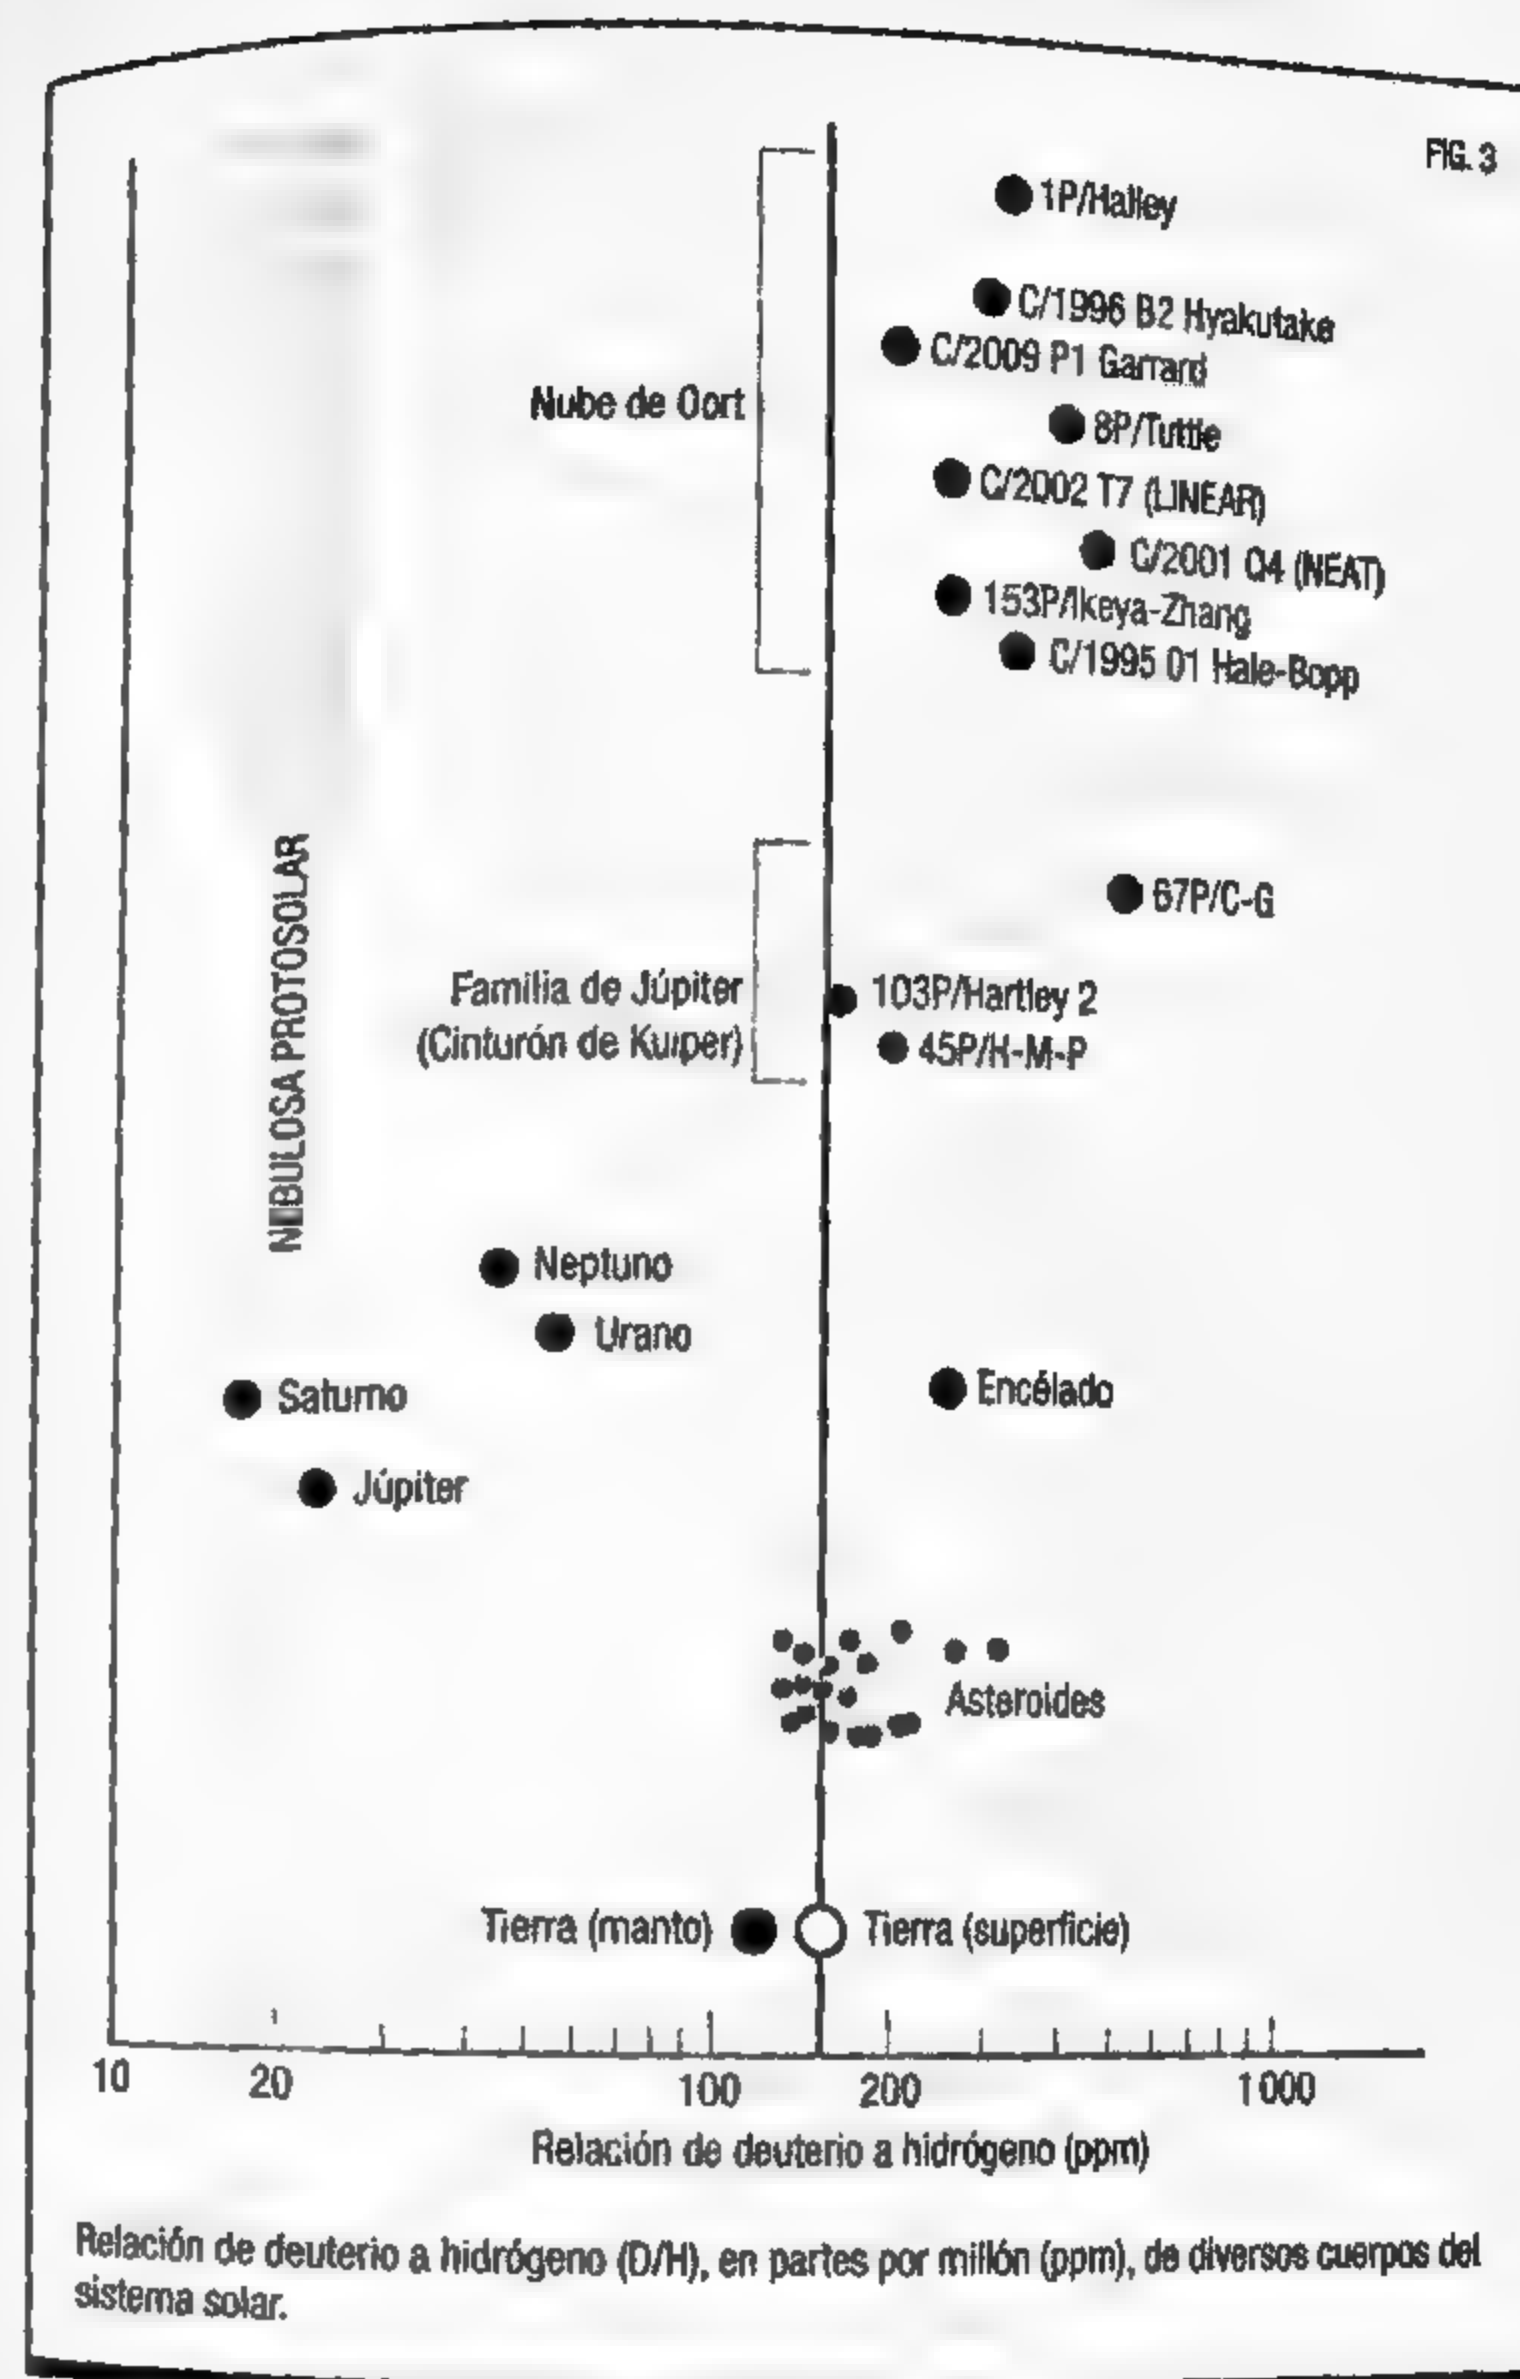 FIG. 3
1P/Halley
C/1996 B2 Hyakutake
C/2009 P1 Garrard
Nube de Oort
8P/Tuttle
C/2002 T7 (LINEAR)
C/2001 Q4 (NEAT)
153P/Ikeya-Zhang
C/1995 01 Hale-Bopp
NEBULOSA PROTOSOLAR
67P/C-G
Familia de Júpiter
(Cinturón de Kuiper)
103P/Hartley 2
45P/H-M-P
Neptuno
Urano
Saturno
Encélado
Júpiter
Asteroides
Tierra (manto)
Tierra (superficie)
10 20 100 200 1000
Relación de deuterio a hidrógeno (ppm)
Relación de deuterio a hidrógeno (D/H), en partes por millón (ppm), de diversos cuerpos del
sistema solar.